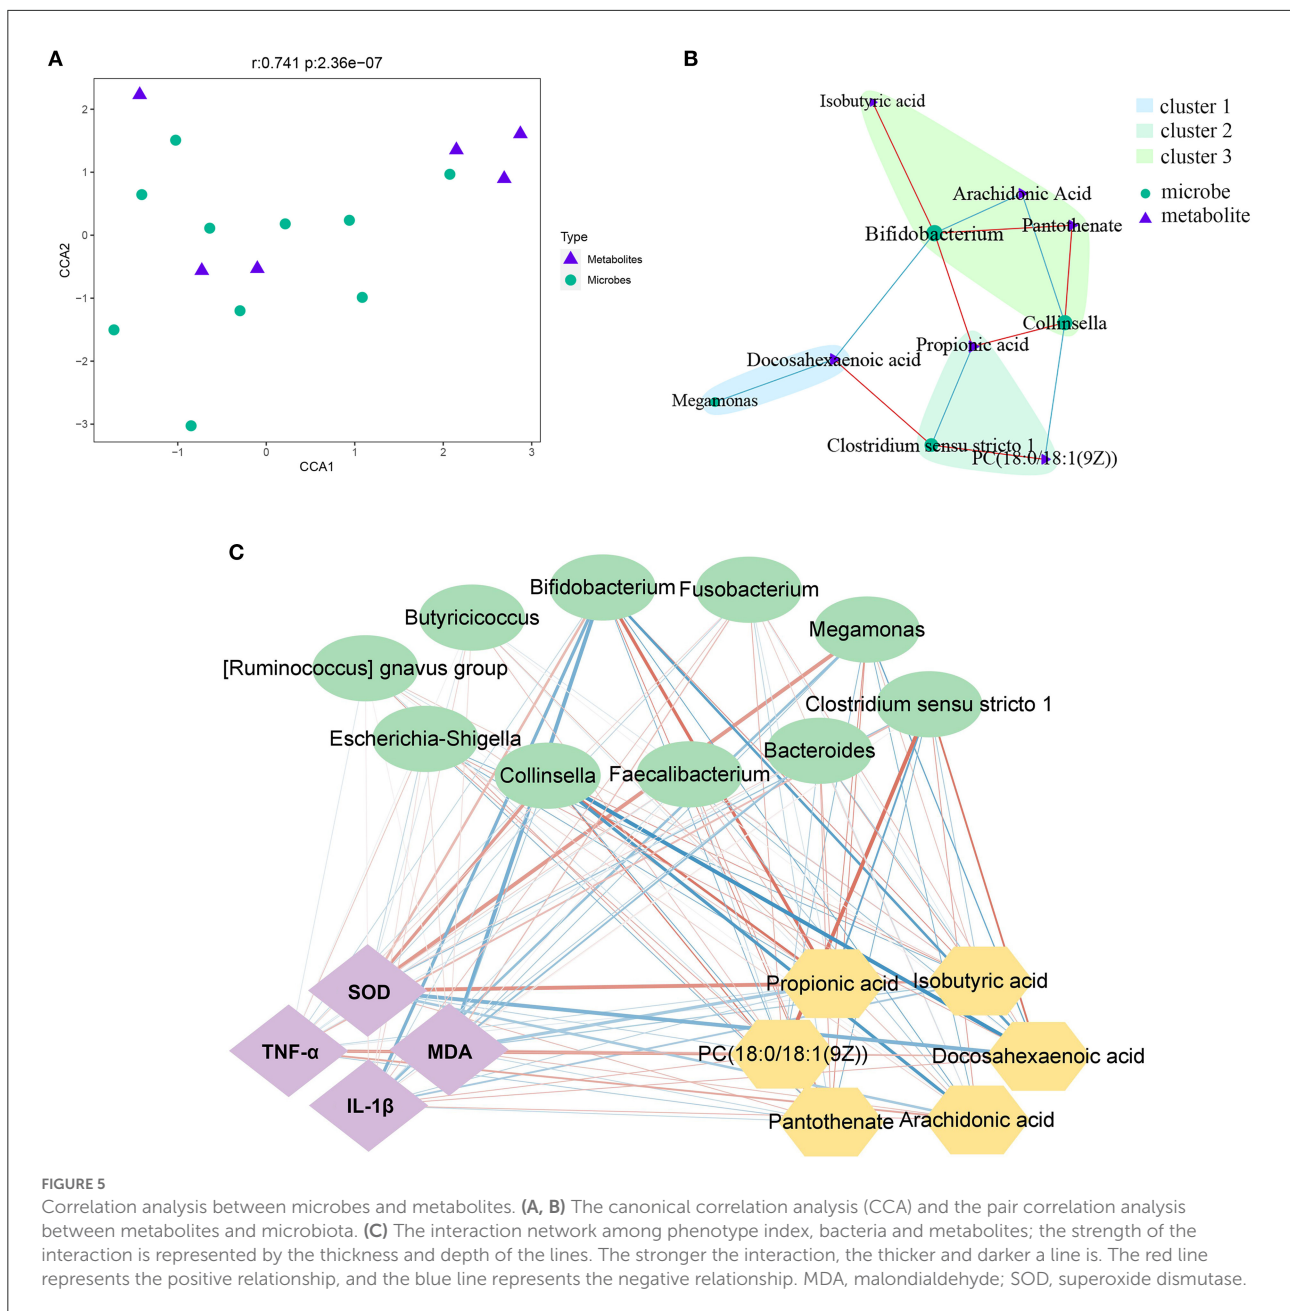 A
r:0.741 p:2.36e−07
2
1
0
−1
−2
−3
CCA2
−1
0
1
2
3
CCA1
Type
Metabolites
Microbes
B
Isobutyric acid
Arachidonic Acid
Pantothenate
Bifidobacterium
Collinsella
Propionic acid
Docosahexaenoic acid
Megamonas
Clostridium sensu stricto 1
PC(18:0/18:1(9Z))
cluster 1
cluster 2
cluster 3
microbe
metabolite
C
Bifidobacterium
Fusobacterium
Butyricicoccus
Megamonas
[Ruminococcus] gnavus group
Clostridium sensu stricto 1
Escherichia-Shigella
Bacteroides
Collinsella
Faecalibacterium
SOD
Propionic acid
Isobutyric acid
TNF-α
MDA
PC(18:0/18:1(9Z))
Docosahexaenoic acid
IL-1β
Pantothenate
Arachidonic acid
FIGURE 5
Correlation analysis between microbes and metabolites. (A, B) The canonical correlation analysis (CCA) and the pair correlation analysis
between metabolites and microbiota. (C) The interaction network among phenotype index, bacteria and metabolites; the strength of the
interaction is represented by the thickness and depth of the lines. The stronger the interaction, the thicker and darker a line is. The red line
represents the positive relationship, and the blue line represents the negative relationship. MDA, malondialdehyde; SOD, superoxide dismutase.